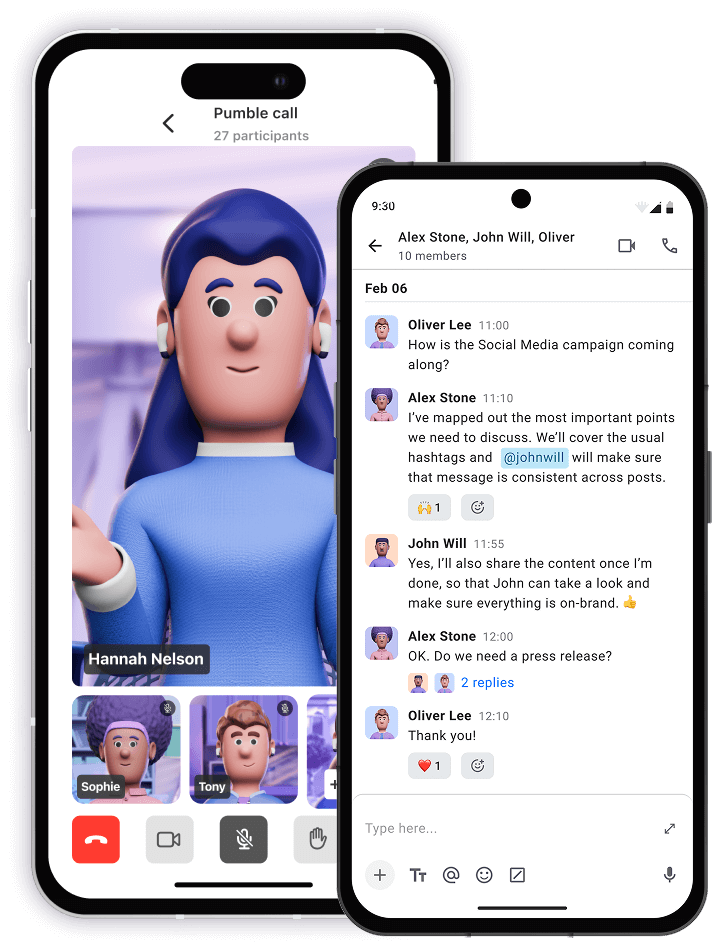 Pumble call
27 participants
Hannah Nelson
Sophie
Tony
+
9:30
Alex Stone, John Will, Oliver
10 members
Feb 06
Oliver Lee 11:00
How is the Social Media campaign coming
along?
Alex Stone 11:10
I’ve mapped out the most important points
we need to discuss. We’ll cover the usual
hashtags and @johnwill will make sure
that message is consistent across posts.
🙌 1
John Will 11:55
Yes, I’ll also share the content once I’m
done, so that John can take a look and
make sure everything is on-brand. 👍
Alex Stone 12:00
OK. Do we need a press release?
2 replies
Oliver Lee 12:10
Thank you!
❤️ 1
Type here...
+ TT @